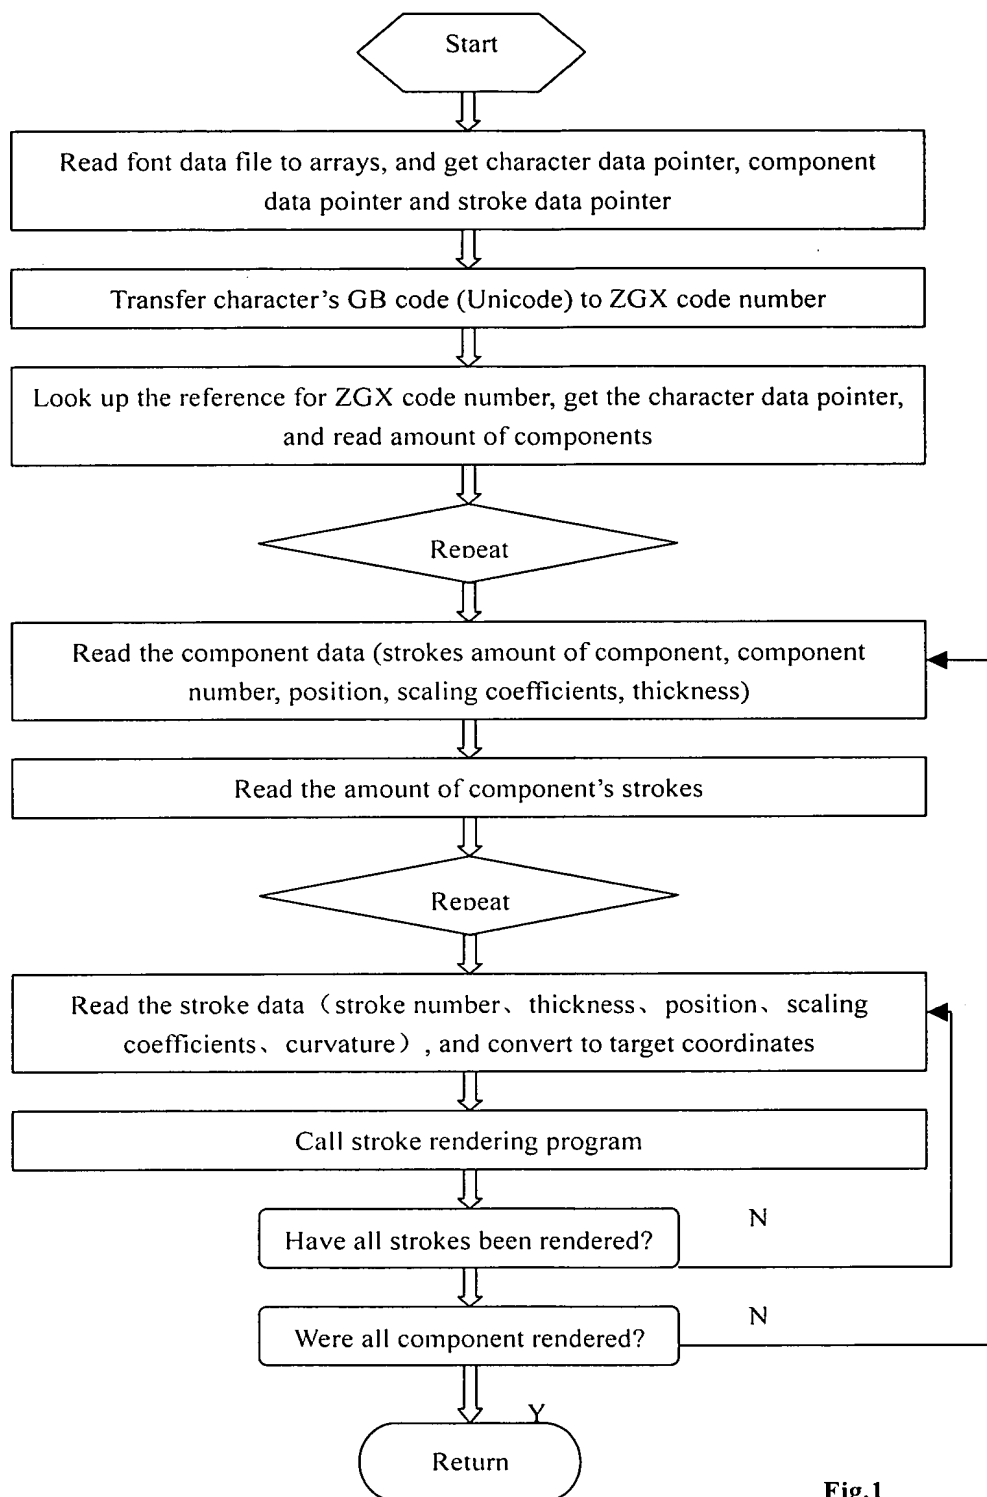 Start
Read font data file to arrays, and get character data pointer, component
data pointer and stroke data pointer
Transfer character's GB code (Unicode) to ZGX code number
Look up the reference for ZGX code number, get the character data pointer,
and read amount of components
Repeat
Read the component data (strokes amount of component, component
number, position, scaling coefficients, thickness)
Read the amount of component's strokes
Repeat
Read the stroke data（stroke number、thickness、position、scaling
coefficients、curvature）, and convert to target coordinates
Call stroke rendering program
N
Have all strokes been rendered?
N
Were all component rendered?
Y
Return
Fig.1